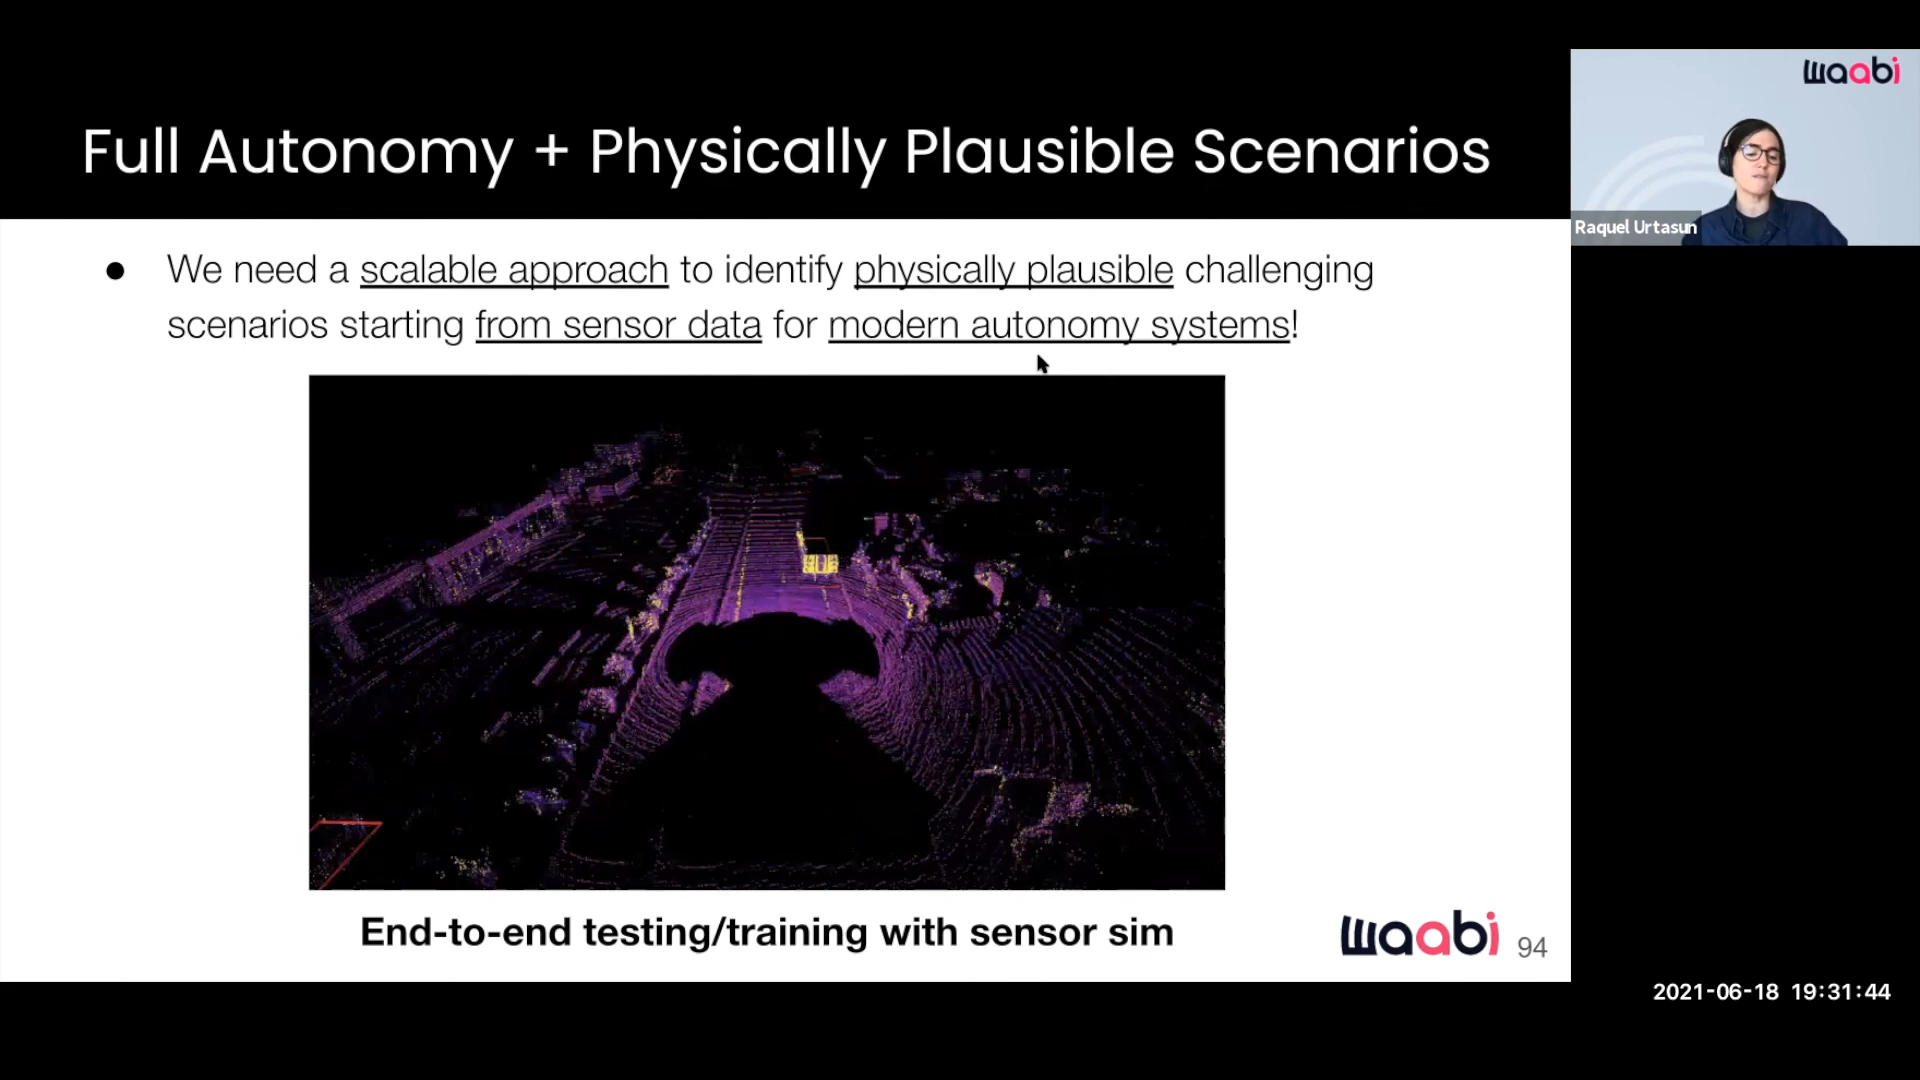 waabi
Full Autonomy + Physically Plausible Scenarios
Raquel Urtasun
● We need a scalable approach to identify physically plausible challenging
scenarios starting from sensor data for modern autonomy systems!
End-to-end testing/training with sensor sim
waabi 94
2021-06-18 19:31:44